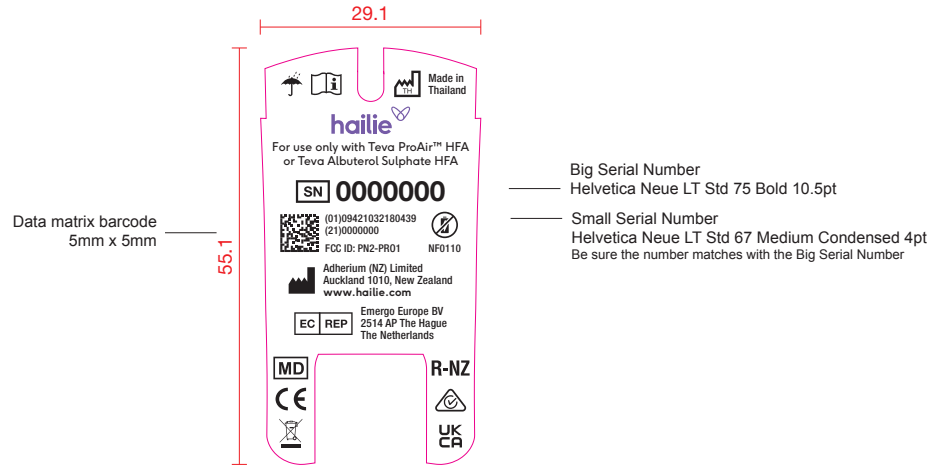 29.1
55.1
Made in
Thailand
TH
hailie
For use only with Teva ProAir™ HFA
or Teva Albuterol Sulphate HFA
SN 0000000
(01)09421032180439
(21)0000000
FCC ID: PN2-PR01
NF0110
Adherium (NZ) Limited
Auckland 1010, New Zealand
www.hailie.com
EC REP
Emergo Europe BV
2514 AP The Hague
The Netherlands
MD
R-NZ
CE
UK
CA
Data matrix barcode
5mm x 5mm
Big Serial Number
Helvetica Neue LT Std 75 Bold 10.5pt
Small Serial Number
Helvetica Neue LT Std 67 Medium Condensed 4pt
Be sure the number matches with the Big Serial Number